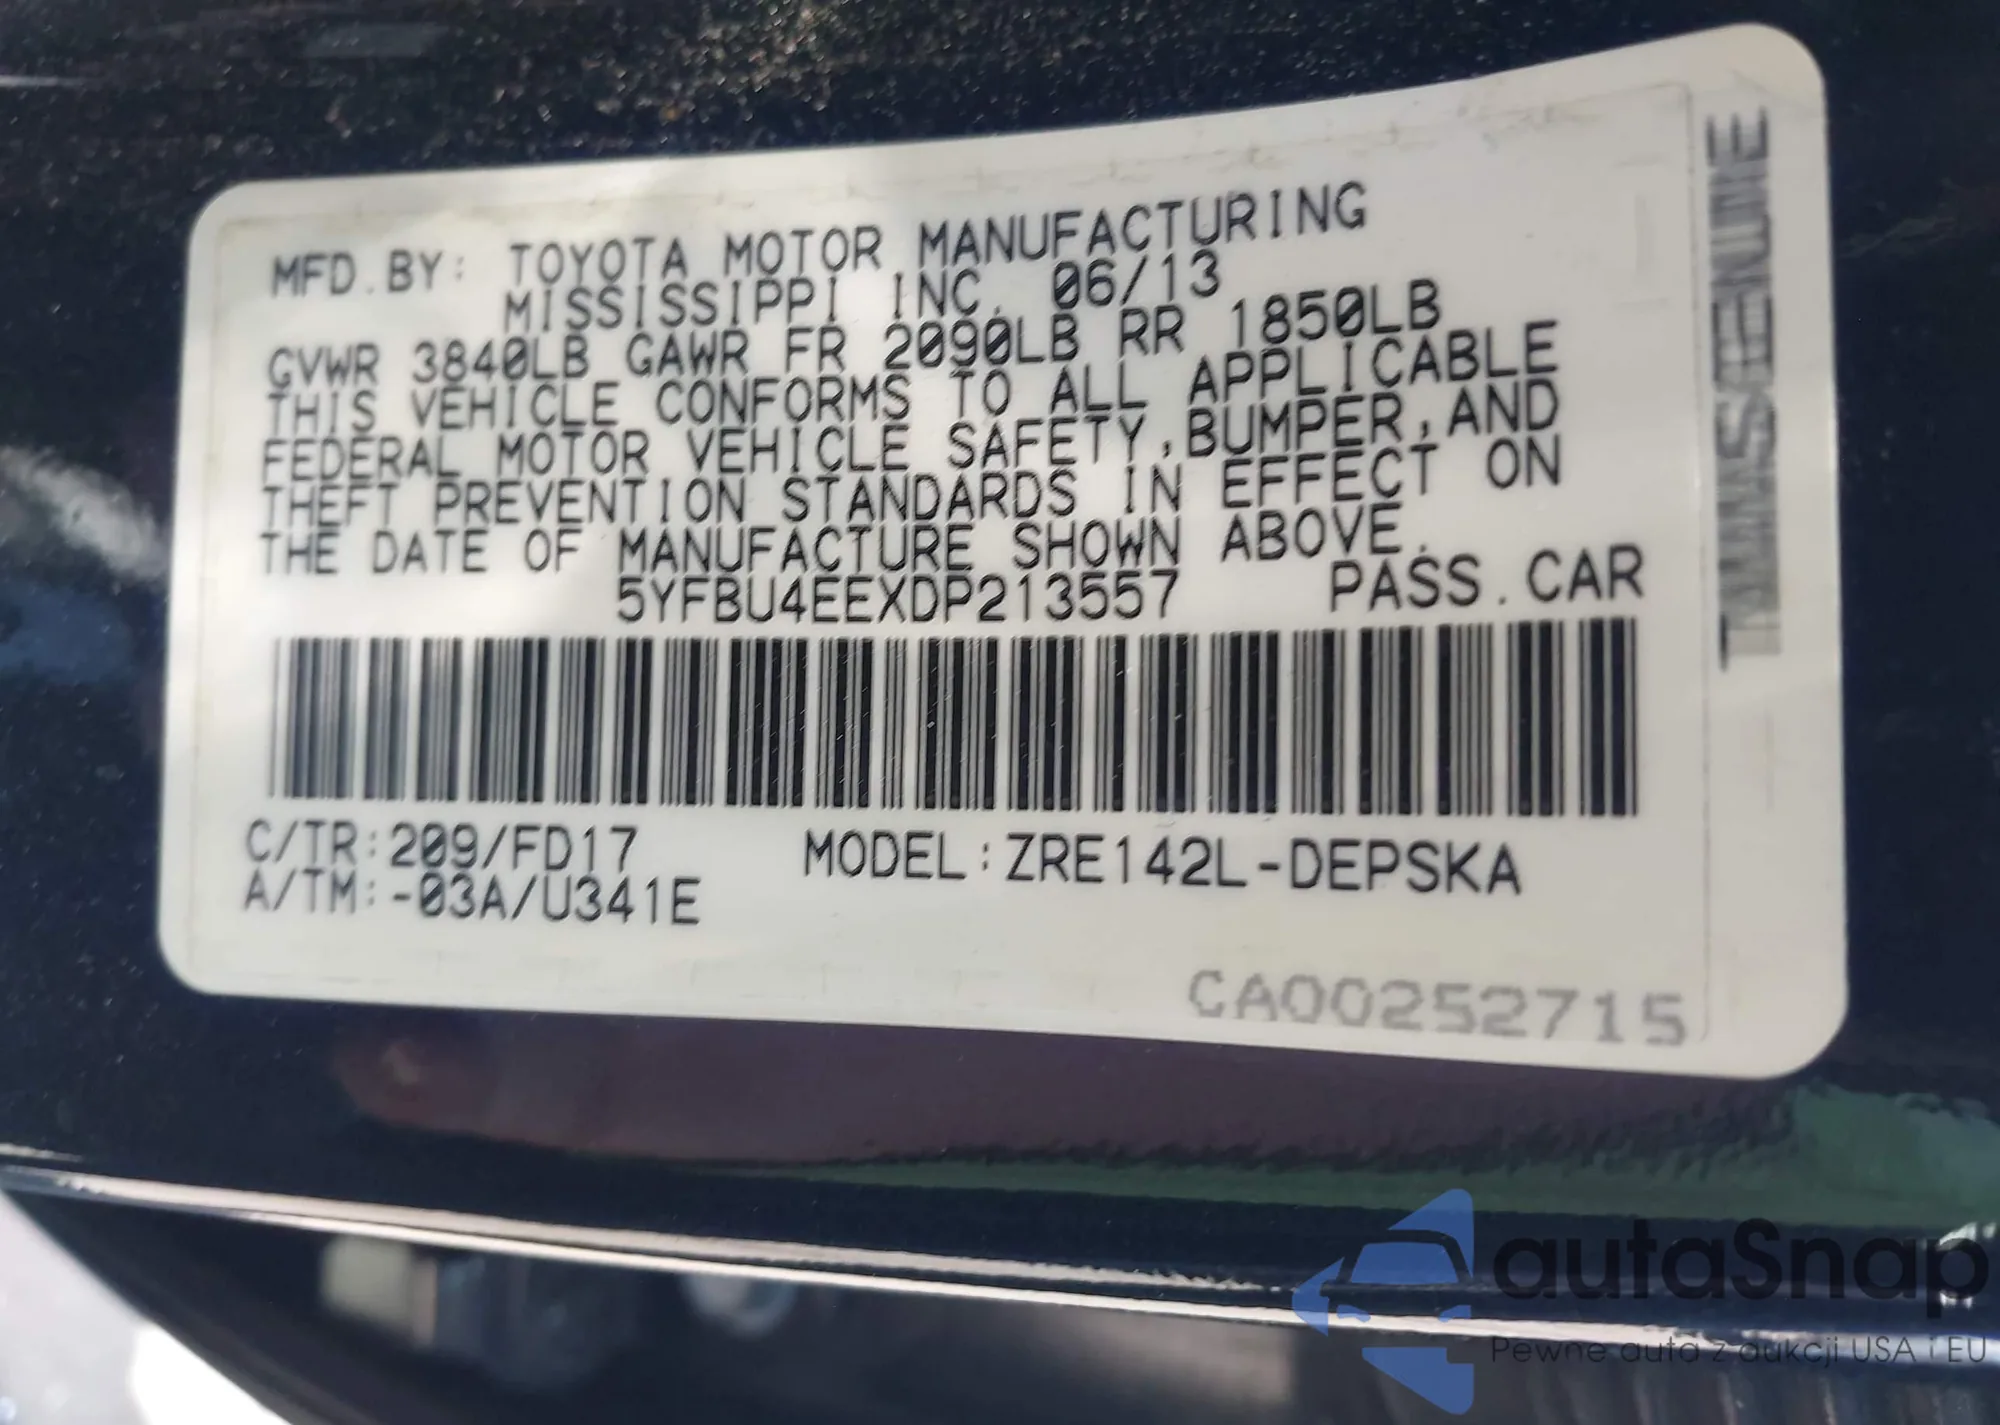 MFD.BY: TOYOTA MOTOR MANUFACTURING
MISSISSIPPI INC. 06/13
GVWR 3840LB GAWR FR 2090LB RR 1850LB
THIS VEHICLE CONFORMS TO ALL APPLICABLE
FEDERAL MOTOR VEHICLE SAFETY,BUMPER,AND
THEFT PREVENTION STANDARDS IN EFFECT ON
THE DATE OF MANUFACTURE SHOWN ABOVE.
5YFBU4EEXDP213557 PASS.CAR
C/TR:209/FD17 MODEL:ZRE142L-DEPSKA
A/TM:-03A/U341E
CA00252715
autaSnap
Pewne auta z aukcji USA i EU